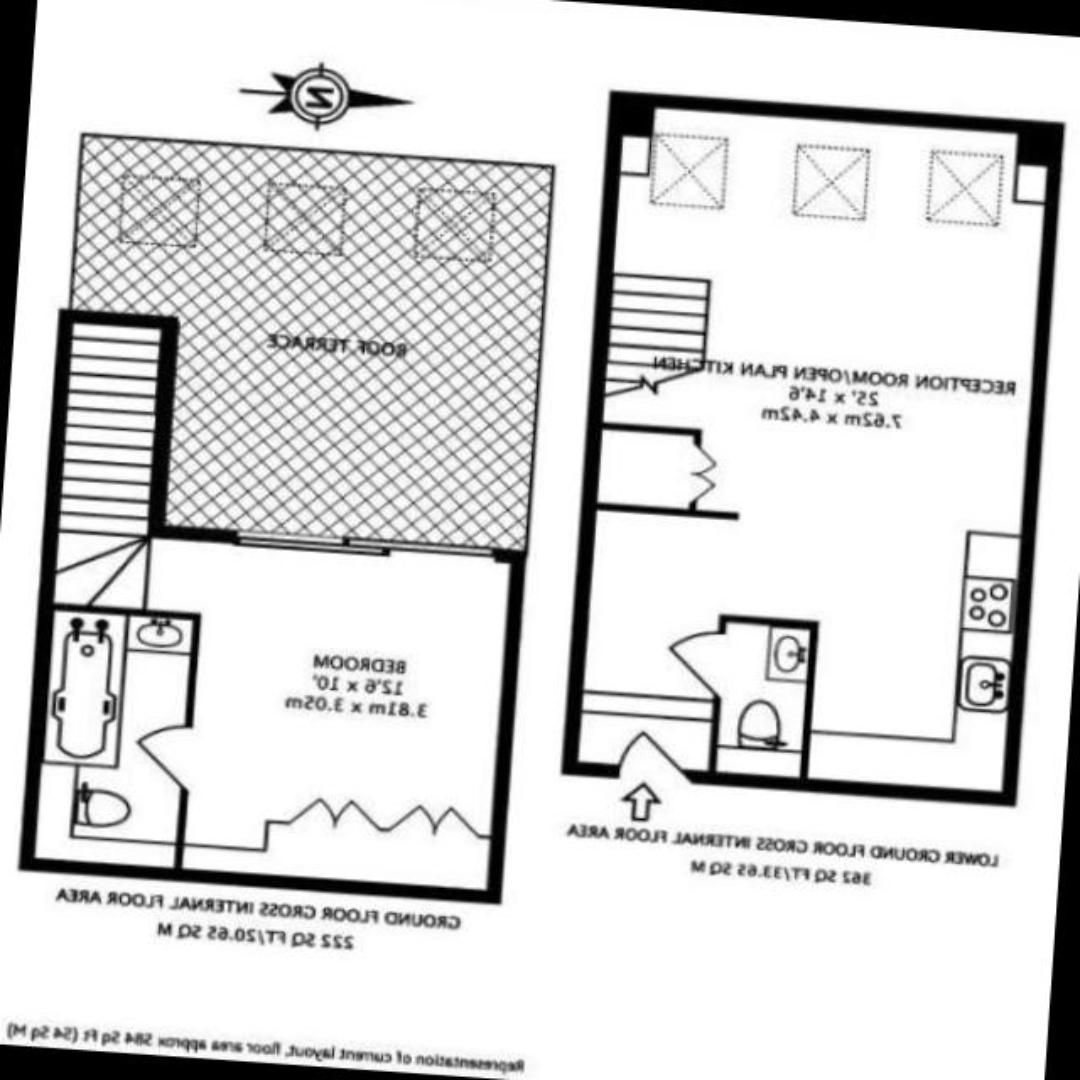 N
ROOF TERRACE
RECEPTION ROOM/OPEN PLAN KITCHEN
25' x 14'6
7.62m x 4.42m
BEDROOM
12'6 x 10'
3.81m x 3.05m
LOWER GROUND FLOOR GROSS INTERNAL FLOOR AREA
362 SQ FT/33.65 SQ M
GROUND FLOOR GROSS INTERNAL FLOOR AREA
222 SQ FT/20.65 SQ M
Representation of current layout, floor area approx 584 Sq Ft (54 Sq M)